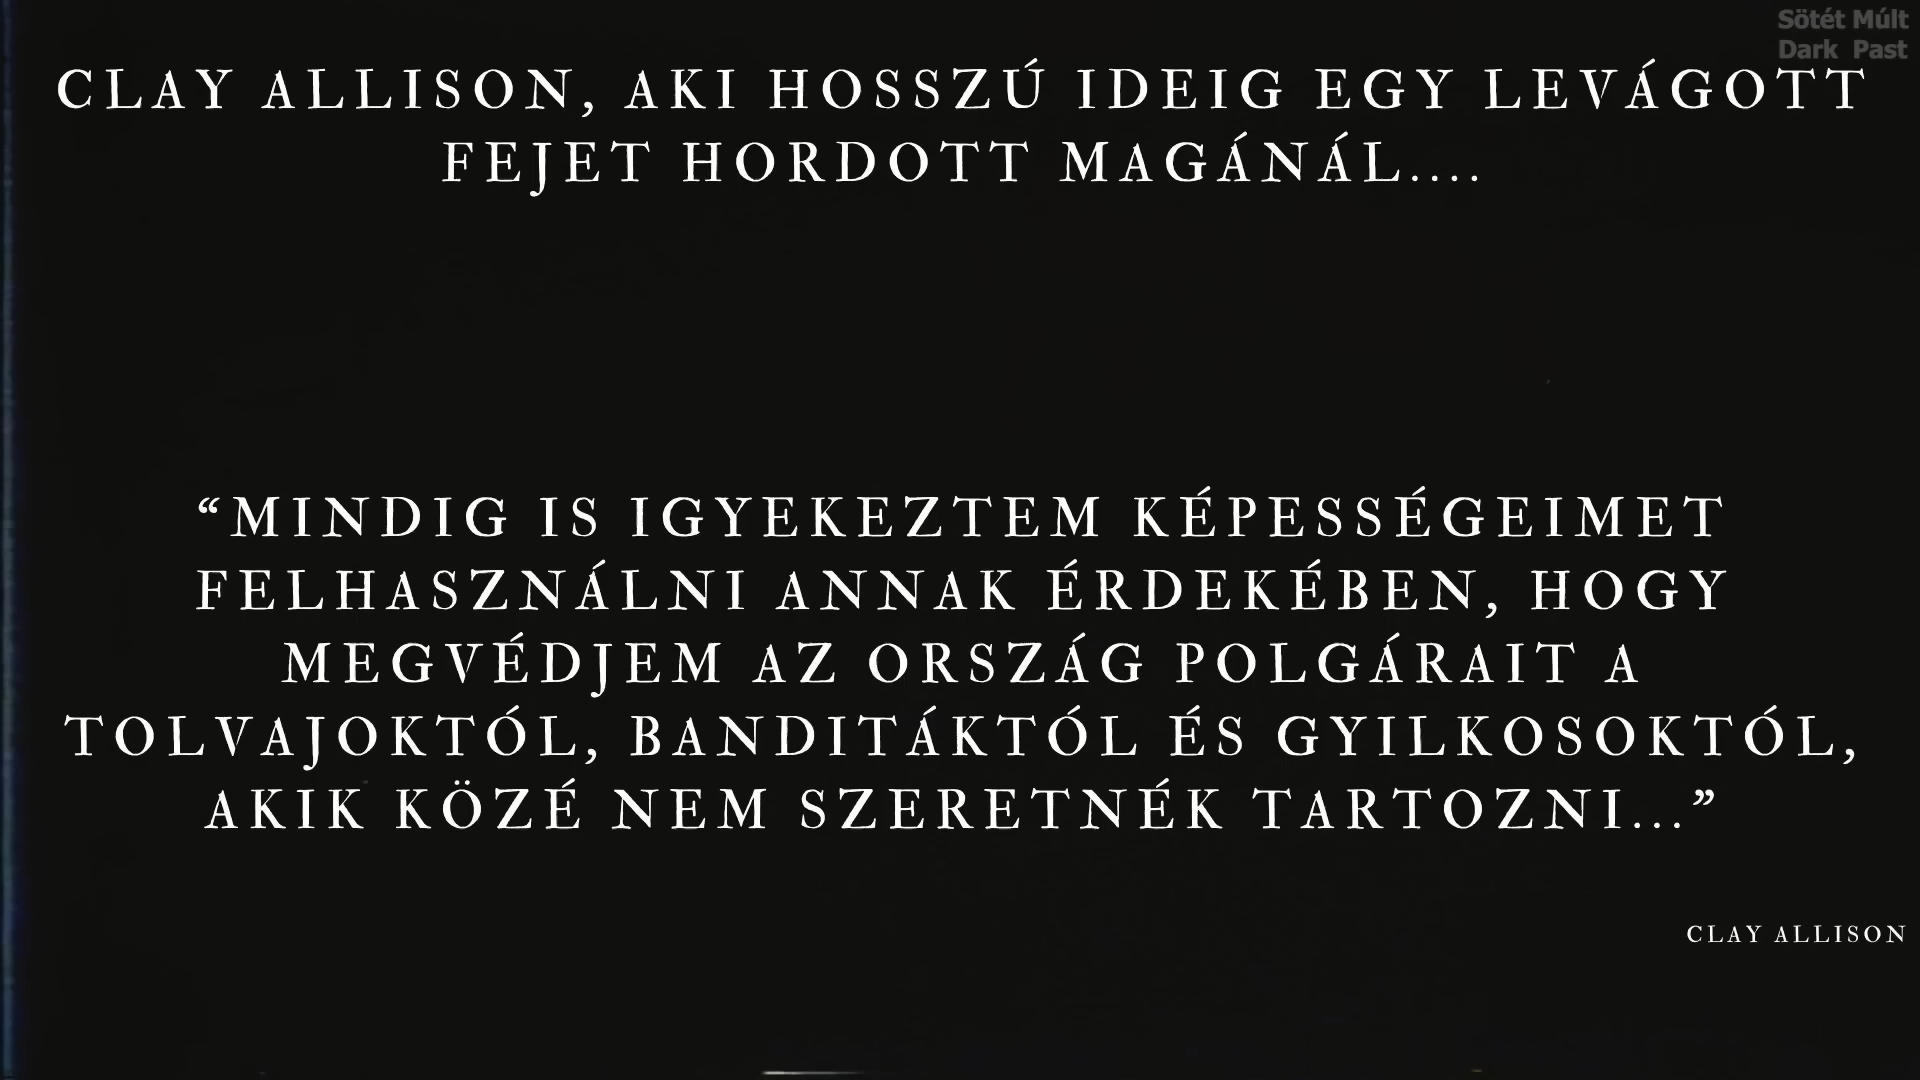 Sötét Múlt
Dark Past
CLAY ALLISON, AKI HOSSZÚ IDEIG EGY LEVÁGOTT
FEJET HORDOTT MAGÁNÁL....
“MINDIG IS IGYEKEZTEM KÉPESSÉGEIMET
FELHASZNÁLNI ANNAK ÉRDEKÉBEN, HOGY
MEGVÉDJEM AZ ORSZÁG POLGÁRAIT A
TOLVAJOKTÓL, BANDITÁKTÓL ÉS GYILKOSOKTÓL,
AKIK KÖZÉ NEM SZERETNÉK TARTOZNI...”
CLAY ALLISON